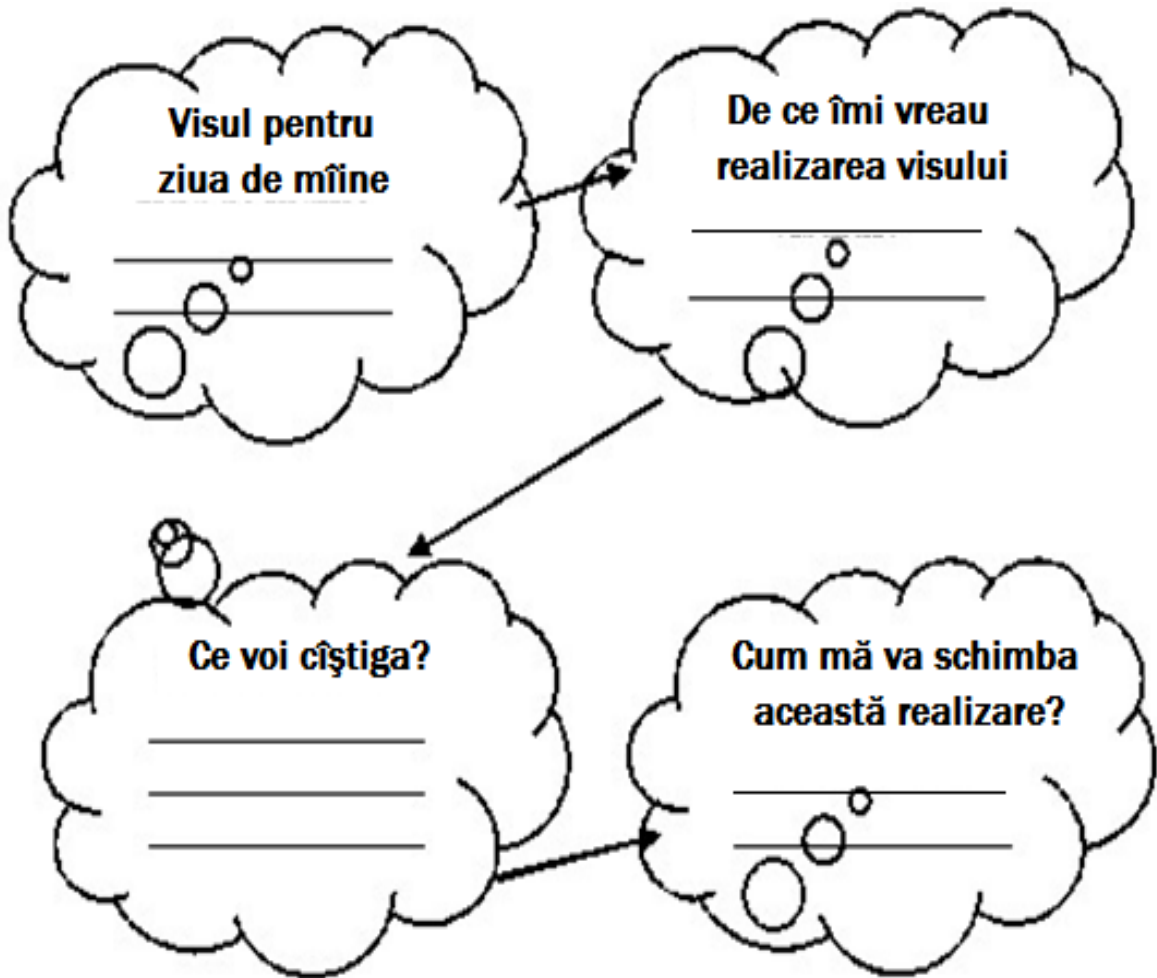 Visul pentru
ziua de mîine
De ce îmi vreau
realizarea visului
Ce voi cîştiga?
Cum mă va schimba
această realizare?